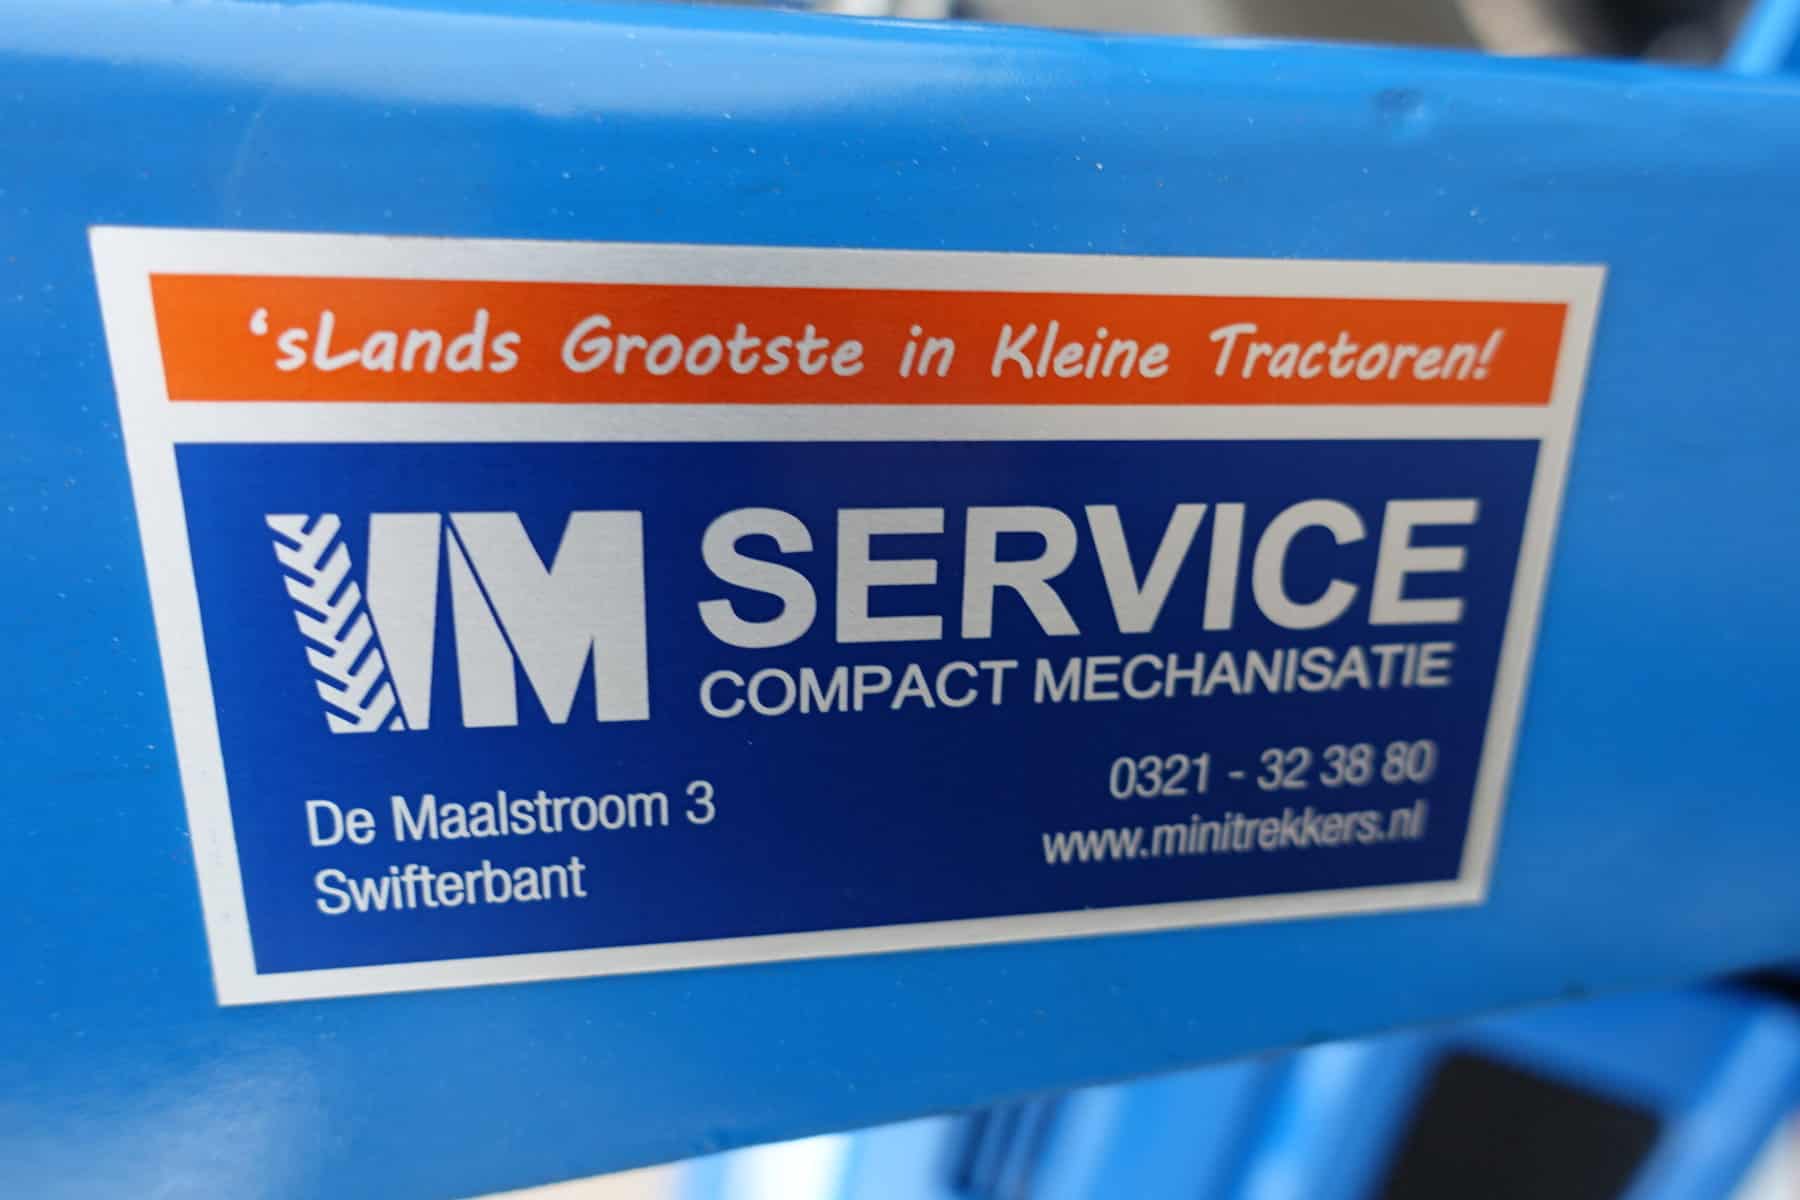 ‘sLands Grootste in Kleine Tractoren!
VM SERVICE
COMPACT MECHANISATIE
De Maalstroom 3
Swifterbant
0321 - 32 38 80
www.minitrekkers.nl